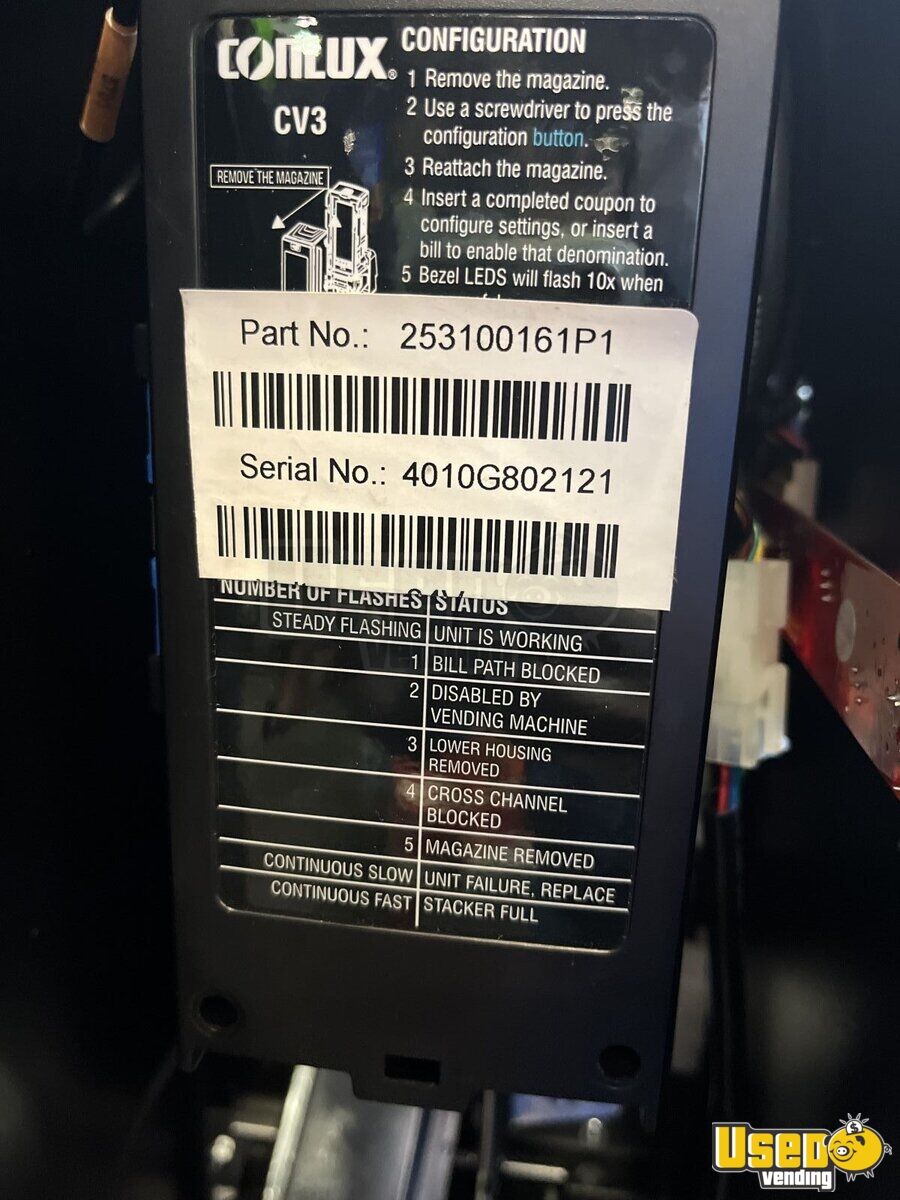 CONLUX®
CV3
REMOVE THE MAGAZINE
CONFIGURATION
1 Remove the magazine.
2 Use a screwdriver to press the
configuration button.
3 Reattach the magazine.
4 Insert a completed coupon to
configure settings, or insert a
bill to enable that denomination.
5 Bezel LEDS will flash 10x when
Part No.: 253100161P1
Serial No.: 4010G802121
NUMBER OF FLASHES STATUS
STEADY FLASHING UNIT IS WORKING
1 BILL PATH BLOCKED
2 DISABLED BY
VENDING MACHINE
3 LOWER HOUSING
REMOVED
4 CROSS CHANNEL
BLOCKED
5 MAGAZINE REMOVED
CONTINUOUS SLOW UNIT FAILURE, REPLACE
CONTINUOUS FAST STACKER FULL
Used
vending